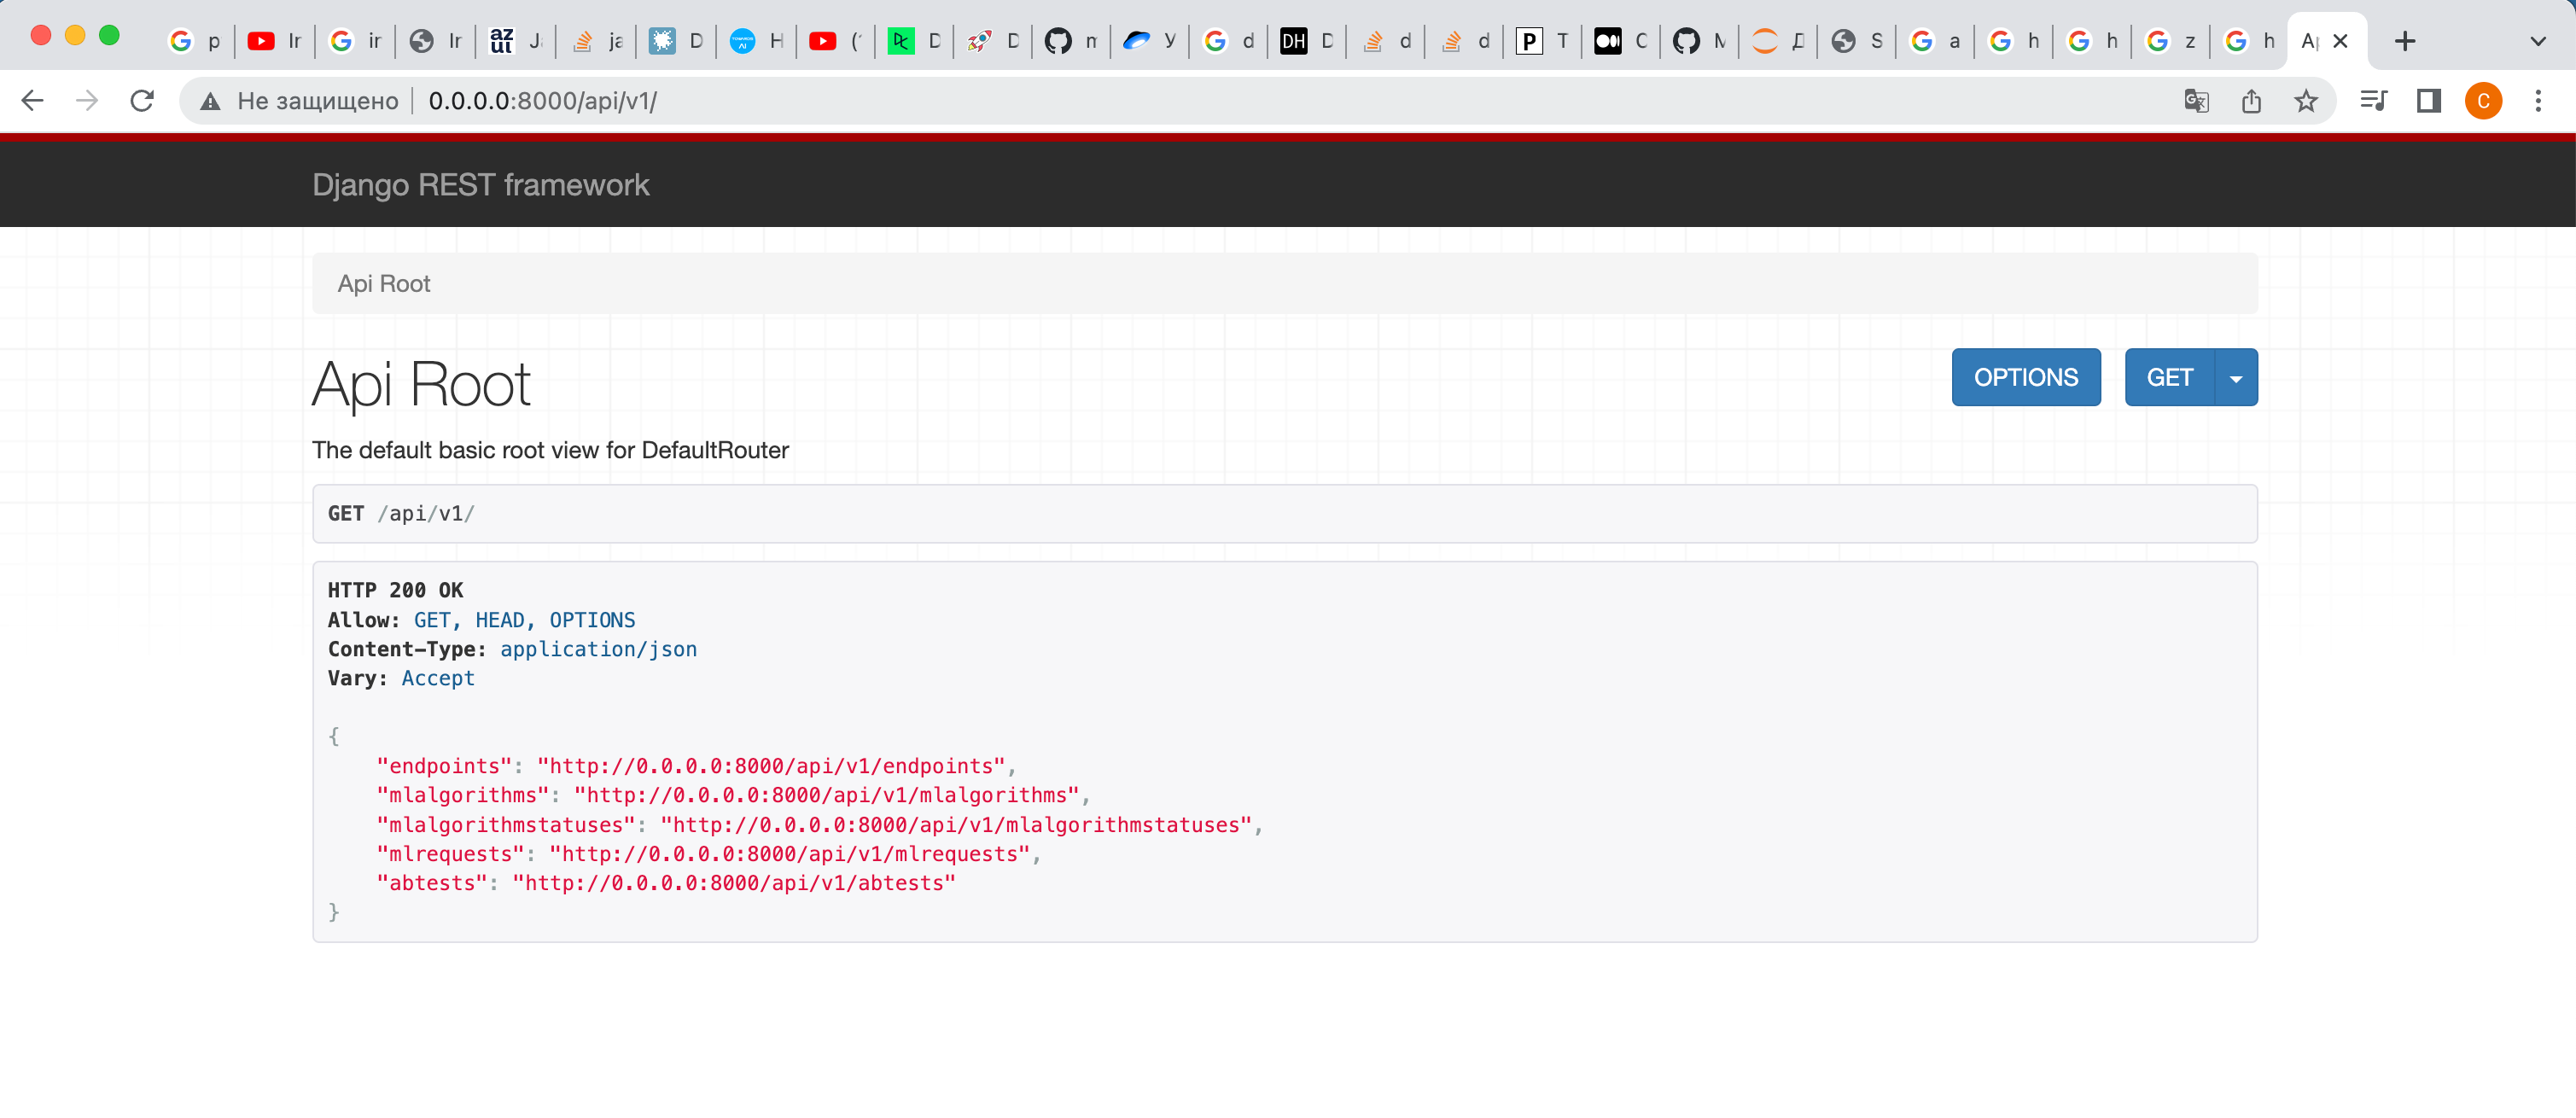 p Ir ir Ir J ja D H (' D D m У d DH D d d P T C M Д S a h h z h Ap
Не защищено 0.0.0.0:8000/api/v1/ C
Django REST framework
Api Root
Api Root OPTIONS GET
The default basic root view for DefaultRouter
GET /api/v1/
HTTP 200 OK
Allow: GET, HEAD, OPTIONS
Content-Type: application/json
Vary: Accept
{
"endpoints": "http://0.0.0.0:8000/api/v1/endpoints",
"mlalgorithms": "http://0.0.0.0:8000/api/v1/mlalgorithms",
"mlalgorithmstatuses": "http://0.0.0.0:8000/api/v1/mlalgorithmstatuses",
"mlrequests": "http://0.0.0.0:8000/api/v1/mlrequests",
"abtests": "http://0.0.0.0:8000/api/v1/abtests"
}